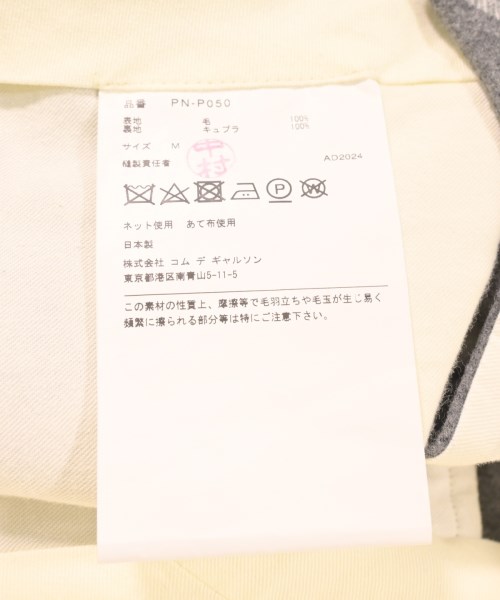 品番 PN-P050
表地 毛 100%
裏地 キュプラ 100%
サイズ M
縫製責任者 中村 AD2024
ネット使用 あて布使用
日本製
株式会社 コム デ ギャルソン
東京都港区南青山5-11-5
この素材の性質上、摩擦等で毛羽立ちや毛玉が生じ易く
頻繁に擦られる部分等は特にご注意下さい。